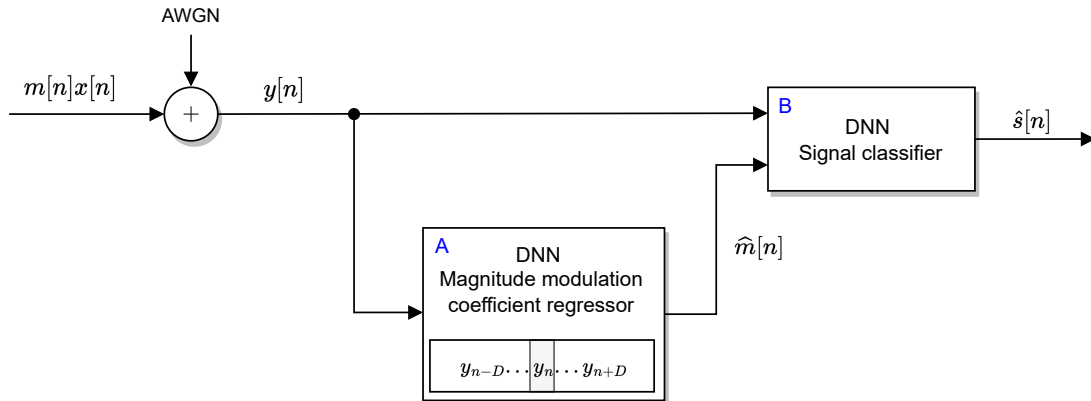 AWGN
m[n]x[n]
+
y[n]
B
DNN
Signal classifier
ŝ[n]
A
DNN
Magnitude modulation
coefficient regressor
m̂[n]
y_{n-D}⋯ y_n ⋯ y_{n+D}